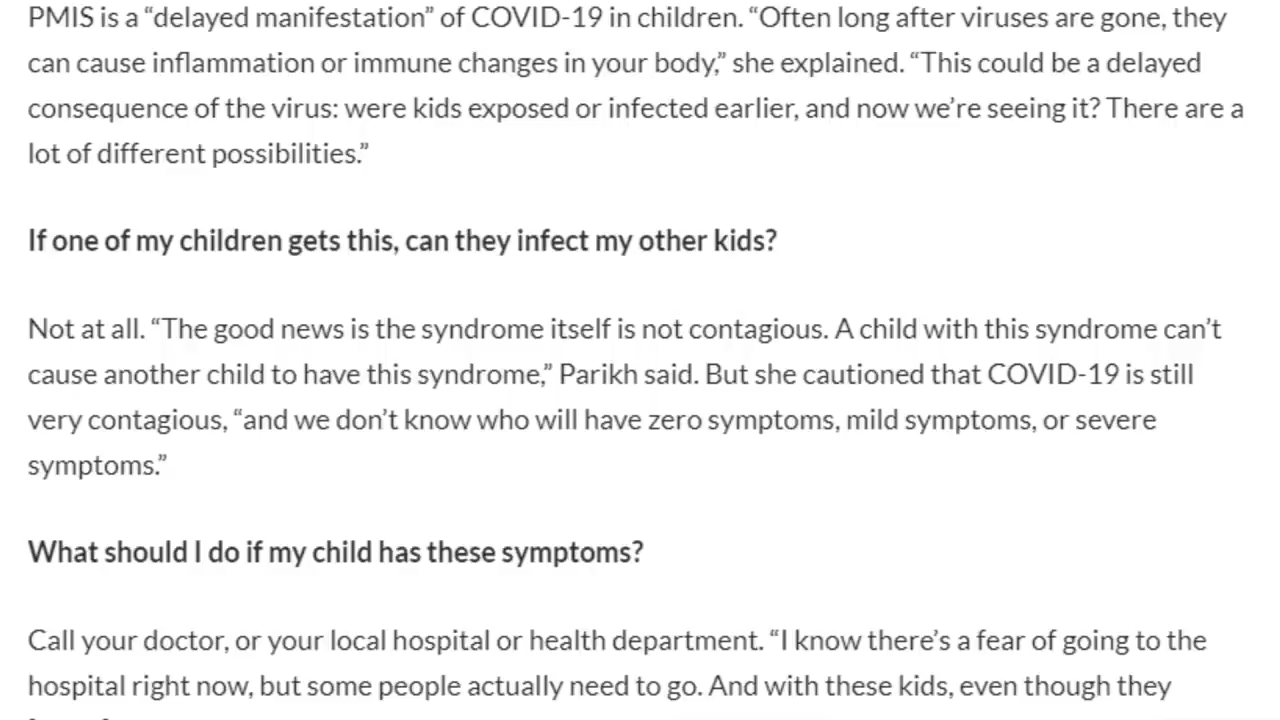 PMIS is a “delayed manifestation” of COVID-19 in children. “Often long after viruses are gone, they
can cause inflammation or immune changes in your body,” she explained. “This could be a delayed
consequence of the virus: were kids exposed or infected earlier, and now we’re seeing it? There are a
lot of different possibilities.”
If one of my children gets this, can they infect my other kids?
Not at all. “The good news is the syndrome itself is not contagious. A child with this syndrome can’t
cause another child to have this syndrome,” Parikh said. But she cautioned that COVID-19 is still
very contagious, “and we don’t know who will have zero symptoms, mild symptoms, or severe
symptoms.”
What should I do if my child has these symptoms?
Call your doctor, or your local hospital or health department. “I know there’s a fear of going to the
hospital right now, but some people actually need to go. And with these kids, even though they